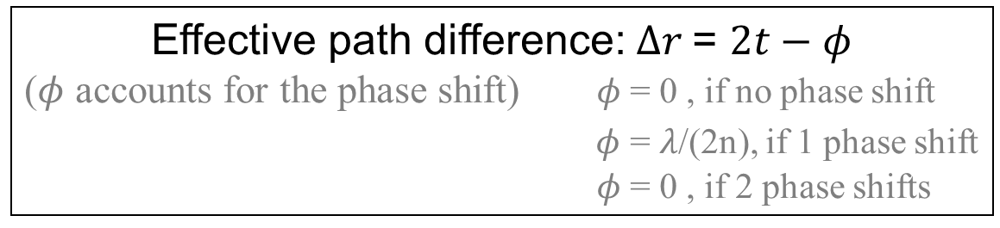 Effective path difference: Δr = 2t − ϕ
(ϕ accounts for the phase shift)
ϕ = 0 , if no phase shift
ϕ = λ/(2n), if 1 phase shift
ϕ = 0 , if 2 phase shifts